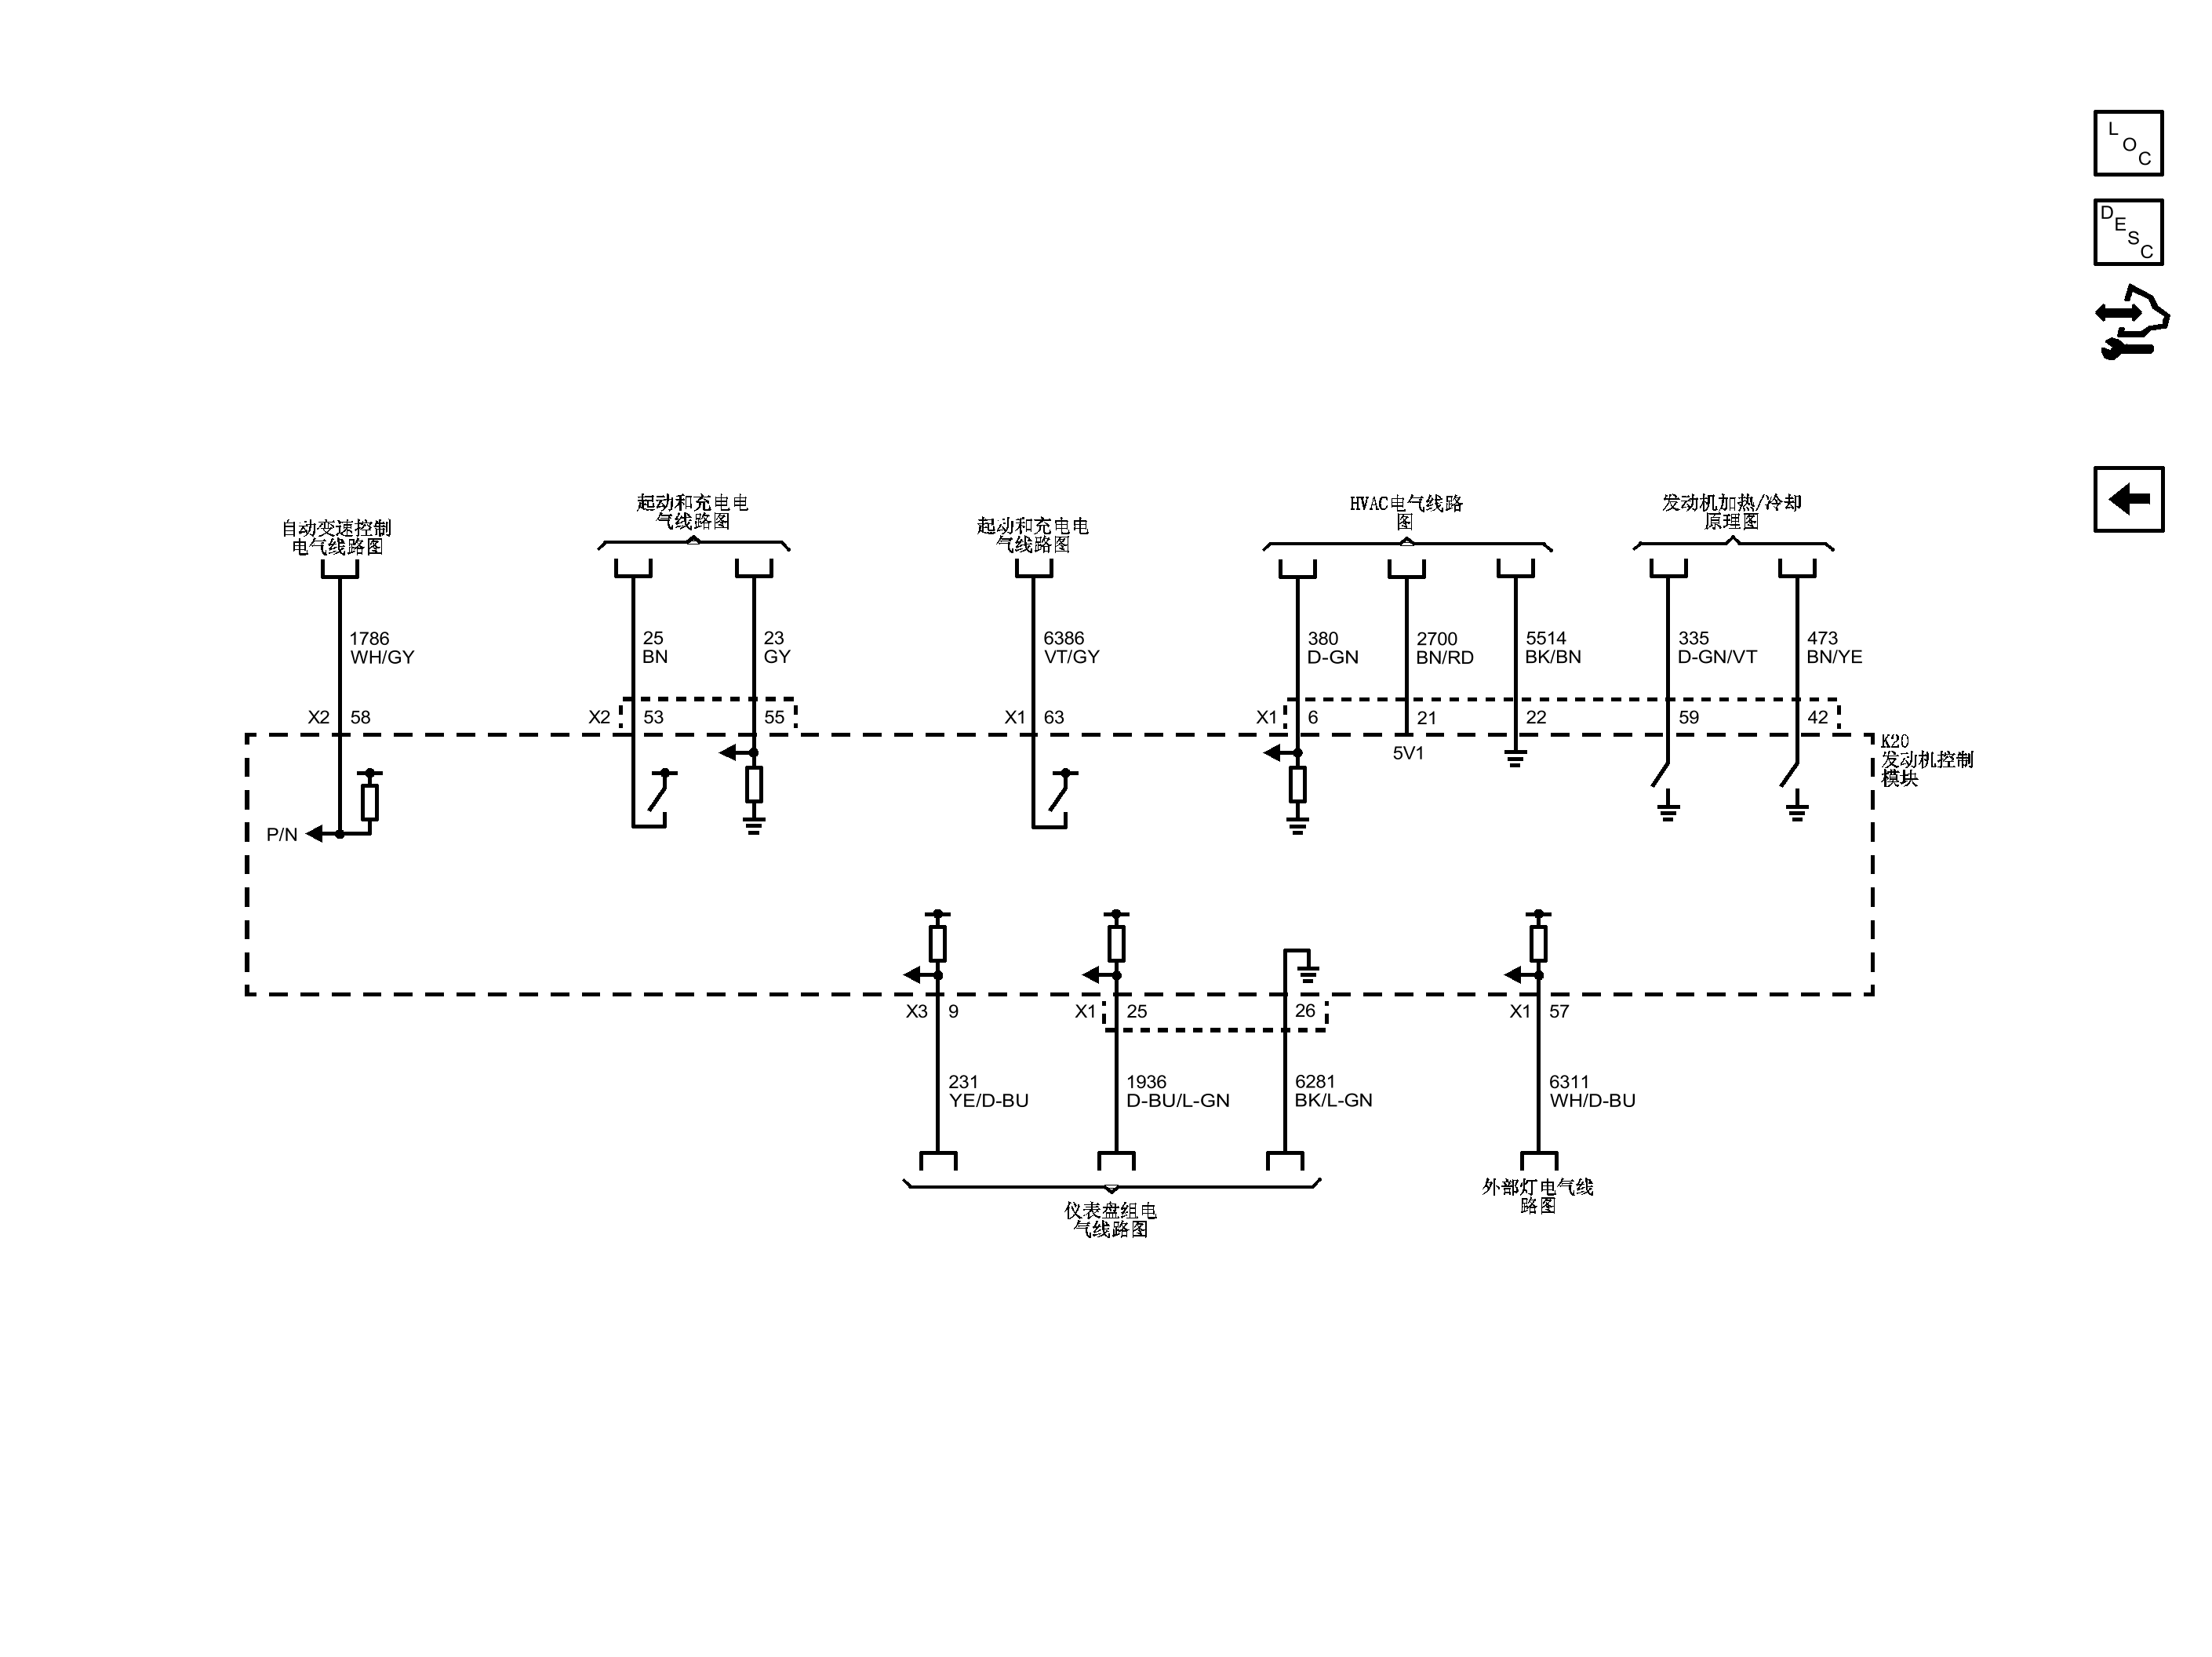 L
O
C
D
E
S
C
自动变速控制
电气线路图
起动和充电电
气线路图
起动和充电电
气线路图
HVAC电气线路
图
发动机加热/冷却
原理图
1786
WH/GY
25
BN
23
GY
6386
VT/GY
380
D-GN
2700
BN/RD
5514
BK/BN
335
D-GN/VT
473
BN/YE
X2 58
X2 53
55
X1 63
X1 6
21
22
59
42
5V1
K20
发动机控制
模块
P/N
X3 9
X1 25
26
X1 57
231
YE/D-BU
1936
D-BU/L-GN
6281
BK/L-GN
6311
WH/D-BU
仪表盘组电
气线路图
外部灯电气线
路图